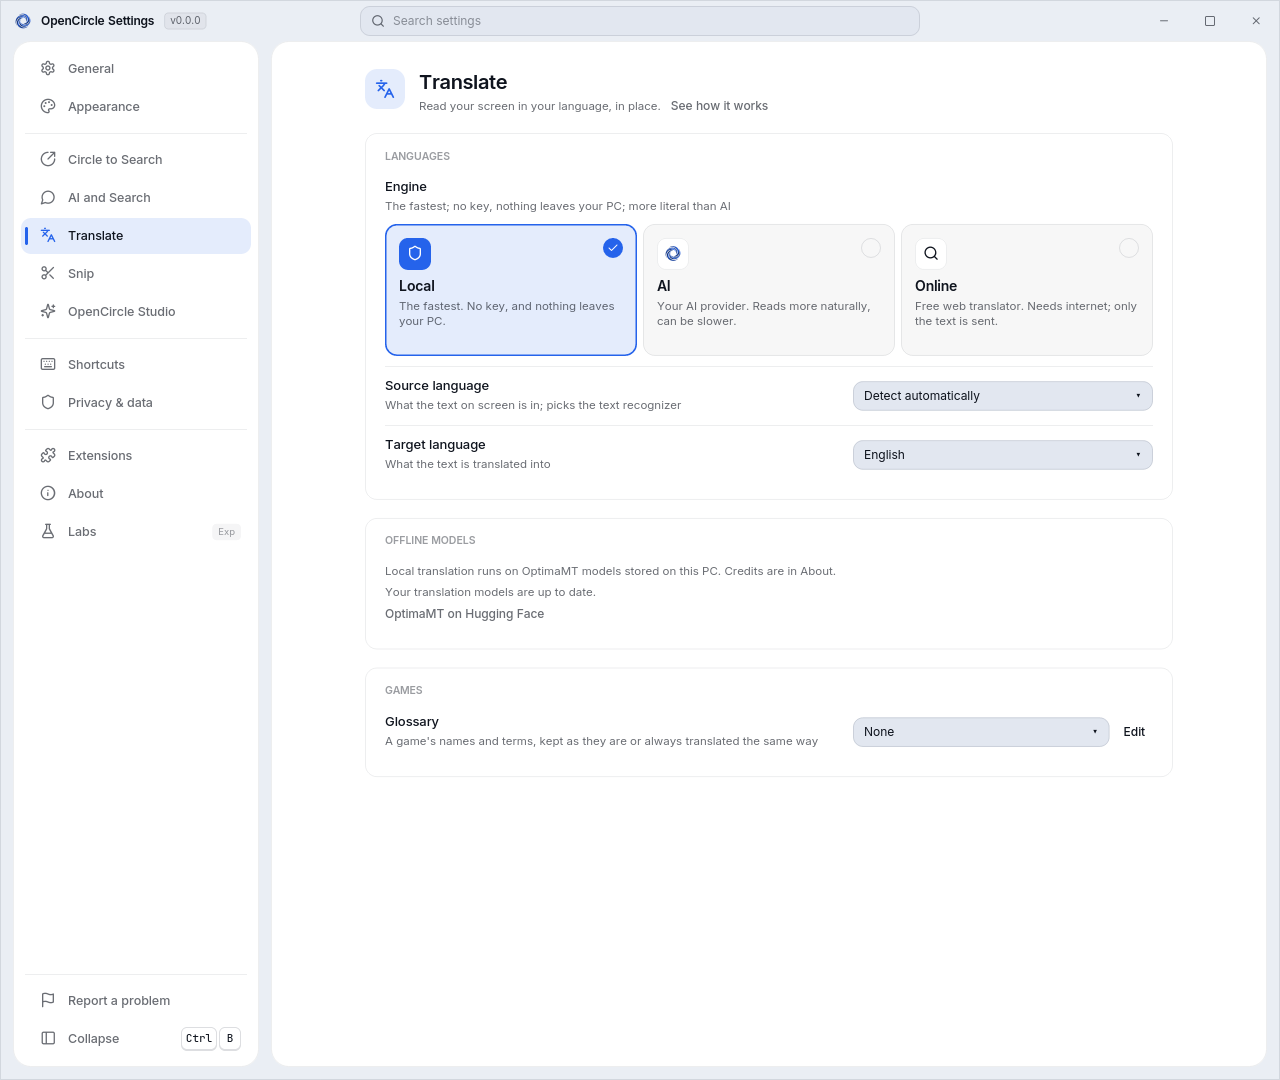 OpenCircle Settings
v0.0.0
Search settings
General
Appearance
Circle to Search
AI and Search
Translate
Snip
OpenCircle Studio
Shortcuts
Privacy & data
Extensions
About
Labs
Exp
Report a problem
Collapse
Ctrl B
Translate
Read your screen in your language, in place. See how it works
LANGUAGES
Engine
The fastest; no key, nothing leaves your PC; more literal than AI
Local
The fastest. No key, and nothing leaves
your PC.
AI
Your AI provider. Reads more naturally,
can be slower.
Online
Free web translator. Needs internet; only
the text is sent.
Source language
What the text on screen is in; picks the text recognizer
Detect automatically
Target language
What the text is translated into
English
OFFLINE MODELS
Local translation runs on OptimaMT models stored on this PC. Credits are in About.
Your translation models are up to date.
OptimaMT on Hugging Face
GAMES
Glossary
A game's names and terms, kept as they are or always translated the same way
None
Edit